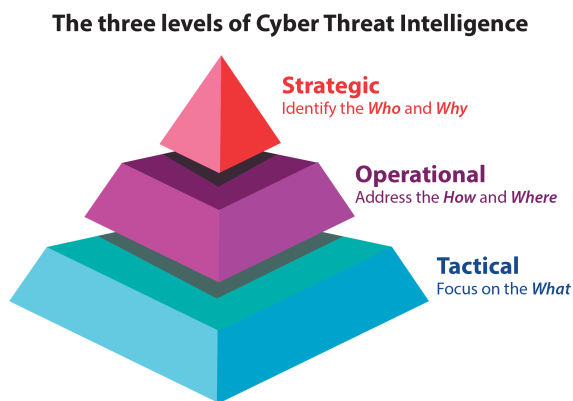 The three levels of Cyber Threat Intelligence
Strategic
Identify the Who and Why
Operational
Address the How and Where
Tactical
Focus on the What